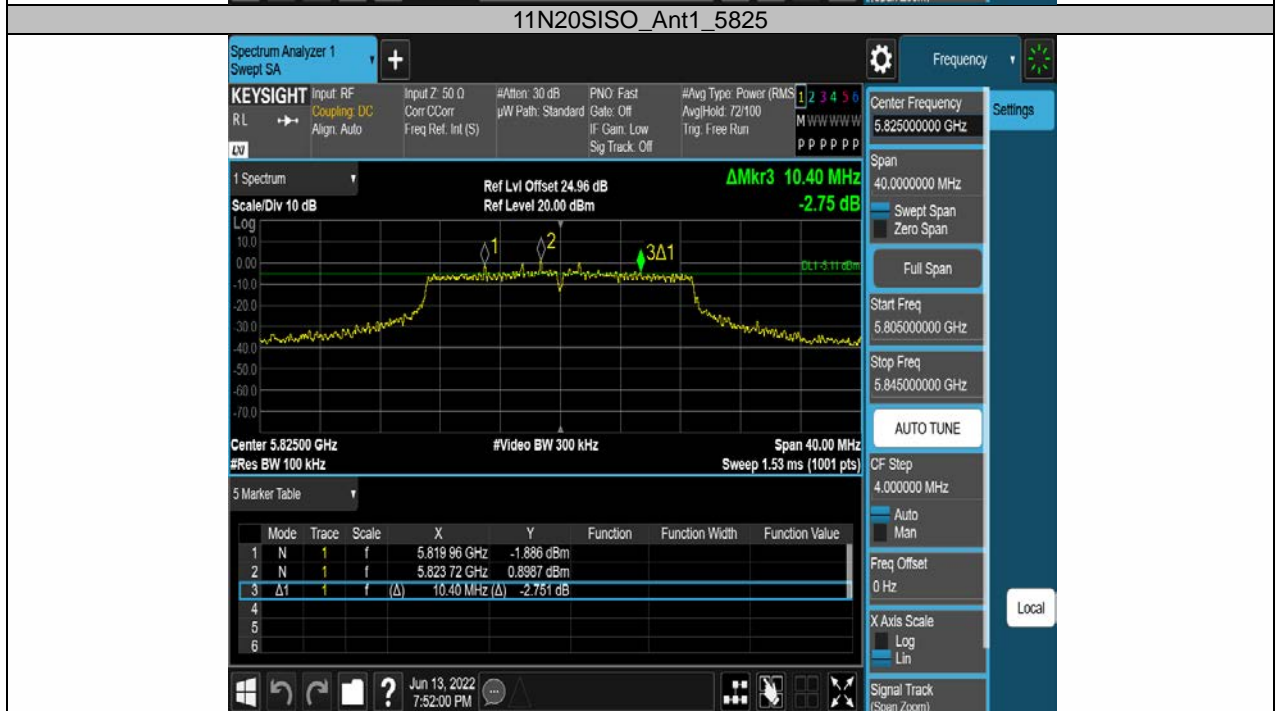 (Span Zoom)
11N20SISO_Ant1_5825
Spectrum Analyzer 1
Swept SA
+
Frequency
KEYSIGHT
RL
LXI
Input: RF
Coupling: DC
Align: Auto
Input Z: 50 Ω
Corr CCorr
Freq Ref: Int (S)
#Atten: 30 dB
µW Path: Standard
PNO: Fast
Gate: Off
IF Gain: Low
Sig Track: Off
#Avg Type: Power (RMS
Avg|Hold: 72/100
Trig: Free Run
1 2 3 4 5 6
M W W W W W
P P P P P P
Center Frequency
5.825000000 GHz
Settings
Span
40.0000000 MHz
Swept Span
Zero Span
Full Span
Start Freq
5.805000000 GHz
Stop Freq
5.845000000 GHz
AUTO TUNE
CF Step
4.000000 MHz
Auto
Man
Freq Offset
0 Hz
X Axis Scale
Log
Lin
Local
Signal Track
(Span Zoom)
1 Spectrum
Scale/Div 10 dB
Ref Lvl Offset 24.96 dB
Ref Level 20.00 dBm
ΔMkr3 10.40 MHz
-2.75 dB
Log
10.0
0.00
-10.0
-20.0
-30.0
-40.0
-50.0
-60.0
-70.0
1
2
3Δ1
DL1 -5.11 dBm
Center 5.82500 GHz
#Video BW 300 kHz
Span 40.00 MHz
#Res BW 100 kHz
Sweep 1.53 ms (1001 pts)
5 Marker Table
Mode Trace Scale X Y Function Function Width Function Value
1 N 1 f 5.819 96 GHz -1.886 dBm
2 N 1 f 5.823 72 GHz 0.8987 dBm
3 Δ1 1 f (Δ) 10.40 MHz (Δ) -2.751 dB
4
5
6
?
Jun 13, 2022
7:52:00 PM